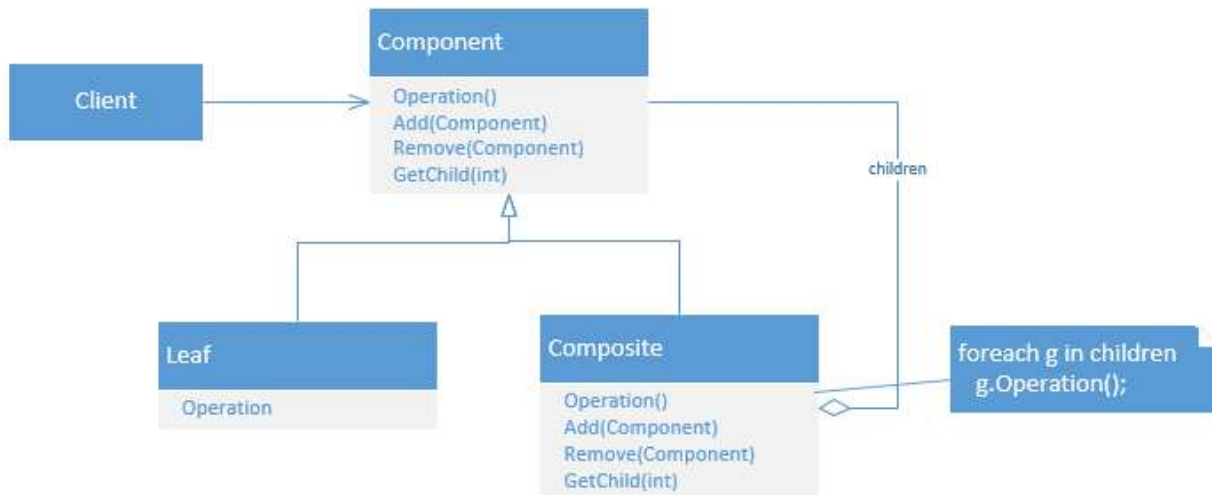 Component
Client
Operation()
Add(Component)
Remove(Component)
GetChild(int)
children
Leaf
Operation
Composite
Operation()
Add(Component)
Remove(Component)
GetChild(int)
foreach g in children
g.Operation();